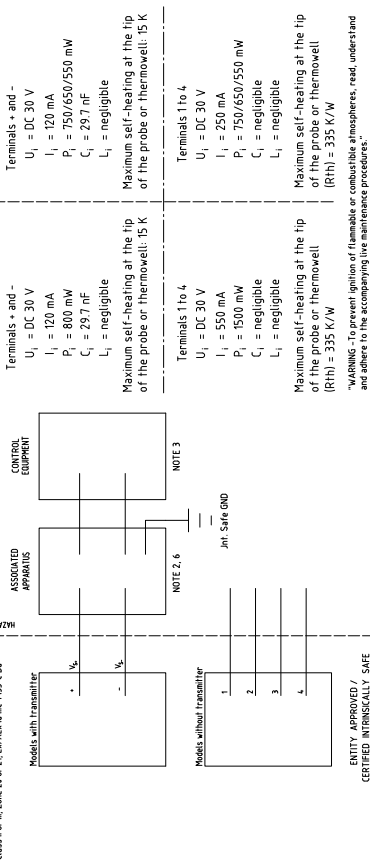 Models with transmitter
+
-
Models without transmitter
1
2
3
4
ENTITY APPROVED /
CERTIFIED INTRINSICALLY SAFE
ASSOCIATED
APPARATUS
NOTE 2, 6
Jnt. Safe GND
CONTROL
EQUIPMENT
NOTE 3
Terminals + and -
Ui = DC 30 V
Ii = 120 mA
Pi = 800 mW
Ci = 29.7 nF
Li = negligible
Maximum self-heating at the tip
of the probe or thermowell: 15 K
Terminals + and -
Ui = DC 30 V
Ii = 120 mA
Pi = 750/650/550 mW
Ci = 29.7 nF
Li = negligible
Maximum self-heating at the tip
of the probe or thermowell: 15 K
Terminals 1 to 4
Ui = DC 30 V
Ii = 550 mA
Pi = 1500 mW
Ci = negligible
Li = negligible
Maximum self-heating at the tip
of the probe or thermowell
(Rth) = 335 K/W
Terminals 1 to 4
Ui = DC 30 V
Ii = 250 mA
Pi = 750/650/550 mW
Ci = negligible
Li = negligible
Maximum self-heating at the tip
of the probe or thermowell
(Rth) = 335 K/W
"WARNING - To prevent ignition of flammable or combustible atmospheres, read, understand
and adhere to the accompanying live maintenance procedures."